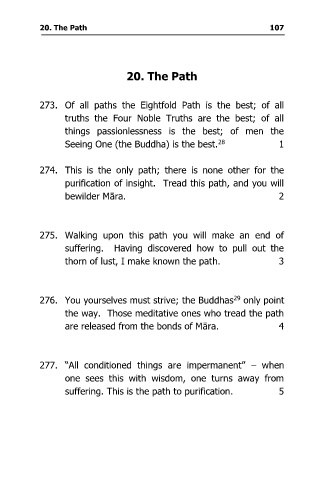 20. The Path 107
20. The Path
273. Of all paths the Eightfold Path is the best; of all
truths the Four Noble Truths are the best; of all
things passionlessness is the best; of men the
Seeing One (the Buddha) is the best.28 1
274. This is the only path; there is none other for the
purification of insight. Tread this path, and you will
bewilder Māra. 2
275. Walking upon this path you will make an end of
suffering. Having discovered how to pull out the
thorn of lust, I make known the path. 3
276. You yourselves must strive; the Buddhas29 only point
the way. Those meditative ones who tread the path
are released from the bonds of Māra. 4
277. “All conditioned things are impermanent” – when
one sees this with wisdom, one turns away from
suffering. This is the path to purification. 5